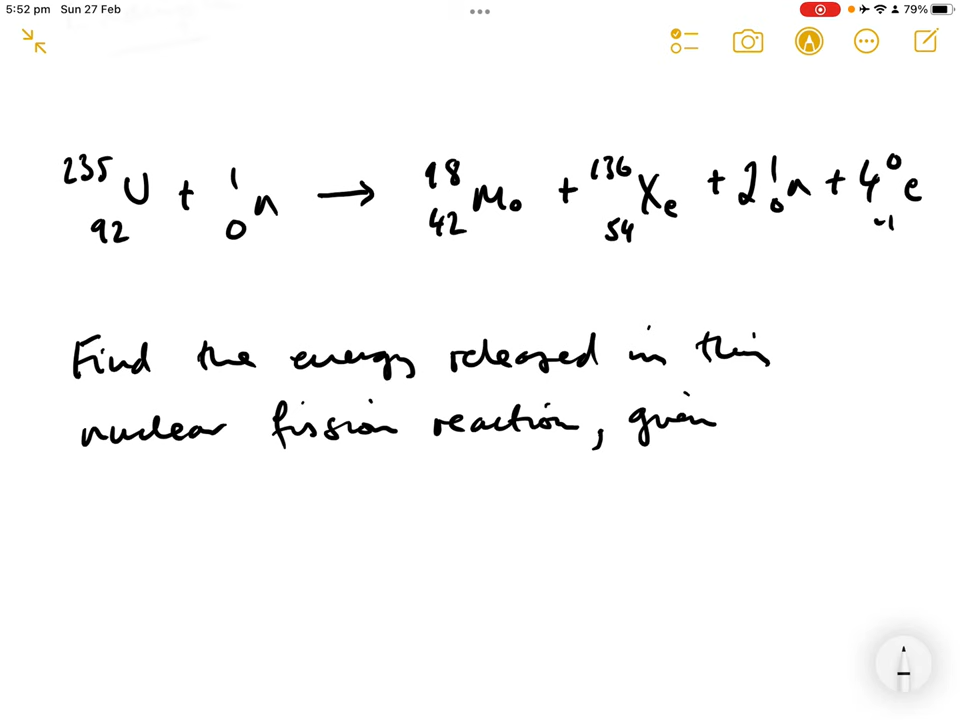 5:52 pm Sun 27 Feb 79%
²³⁵₉₂U + ¹₀n → ⁹⁸₄₂Mo + ¹³⁶₅₄Xe + 2¹₀n + 4⁰₋₁e
Find the energy released in this
nuclear fission reaction, given